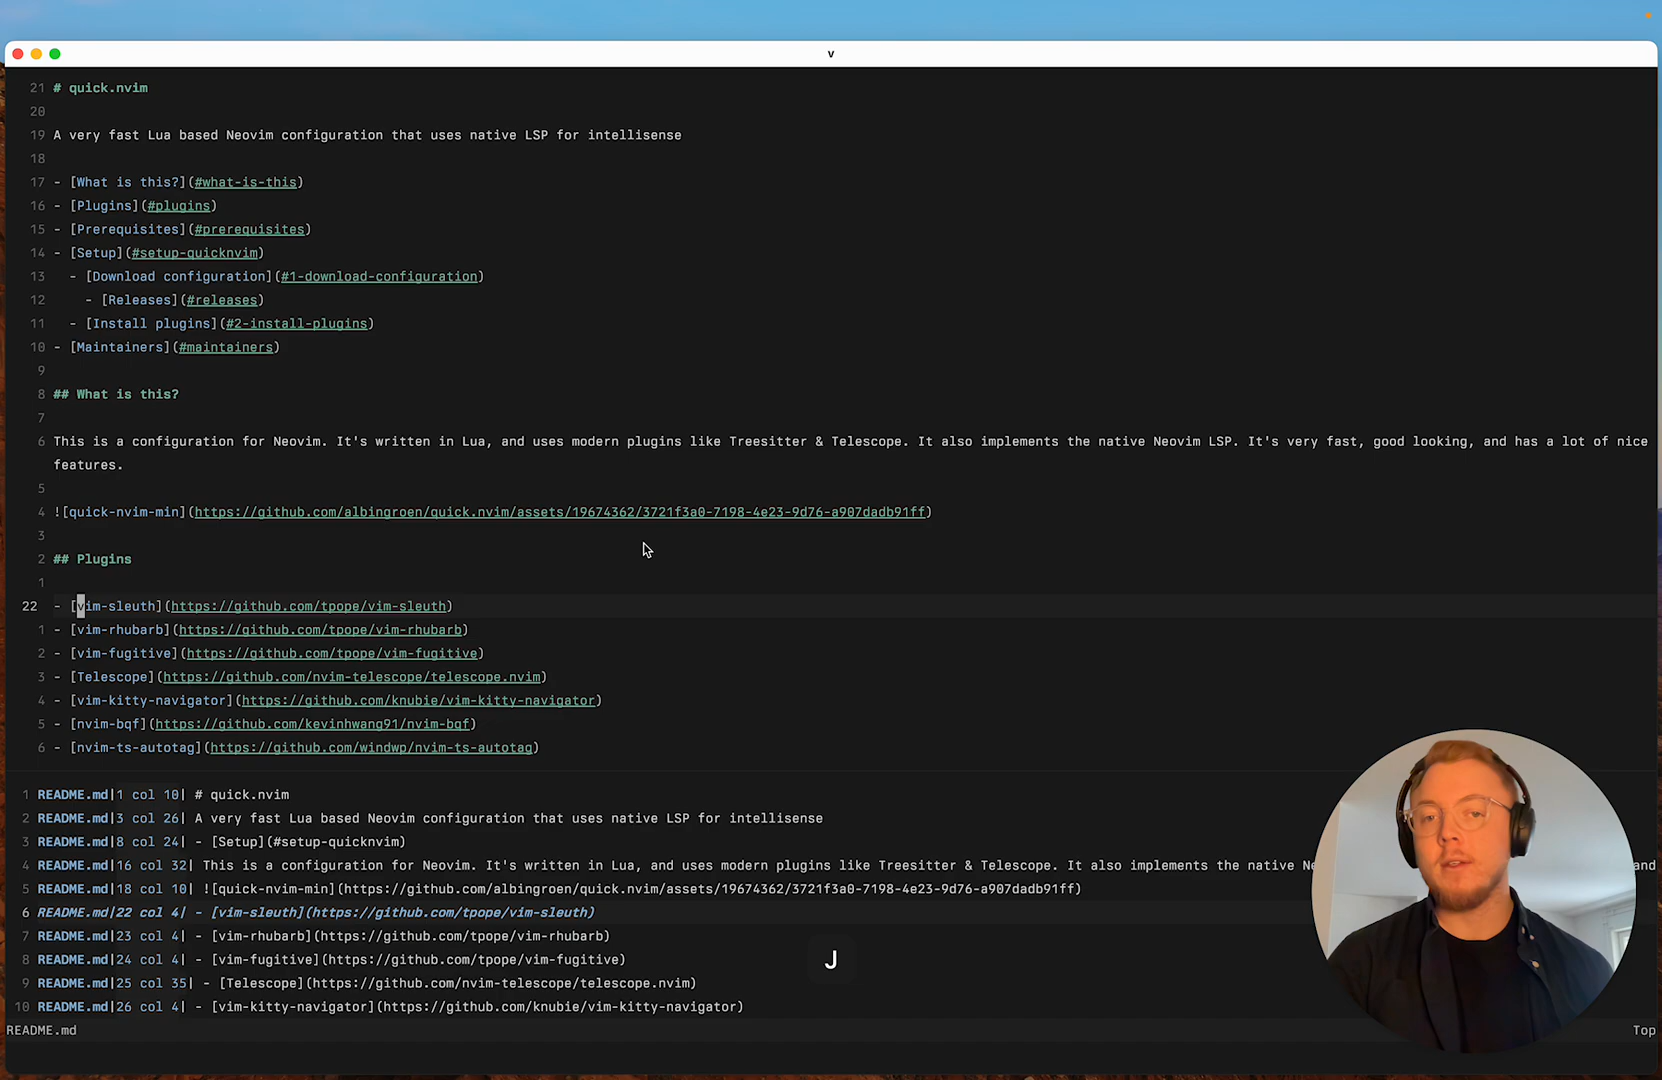 v
21 # quick.nvim
20
19 A very fast Lua based Neovim configuration that uses native LSP for intellisense
18
17 - [What is this?](#what-is-this)
16 - [Plugins](#plugins)
15 - [Prerequisites](#prerequisites)
14 - [Setup](#setup-quicknvim)
13   - [Download configuration](#1-download-configuration)
12     - [Releases](#releases)
11   - [Install plugins](#2-install-plugins)
10 - [Maintainers](#maintainers)
9
8 ## What is this?
7
6 This is a configuration for Neovim. It's written in Lua, and uses modern plugins like Treesitter & Telescope. It also implements the native Neovim LSP. It's very fast, good looking, and has a lot of nice
features.
5
4 ![quick-nvim-min](https://github.com/albingroen/quick.nvim/assets/19674362/3721f3a0-7198-4e23-9d76-a907dadb91ff)
3
2 ## Plugins
1
22 - [vim-sleuth](https://github.com/tpope/vim-sleuth)
1 - [vim-rhubarb](https://github.com/tpope/vim-rhubarb)
2 - [vim-fugitive](https://github.com/tpope/vim-fugitive)
3 - [Telescope](https://github.com/nvim-telescope/telescope.nvim)
4 - [vim-kitty-navigator](https://github.com/knubie/vim-kitty-navigator)
5 - [nvim-bqf](https://github.com/kevinhwang91/nvim-bqf)
6 - [nvim-ts-autotag](https://github.com/windwp/nvim-ts-autotag)
1 README.md|1 col 10| # quick.nvim
2 README.md|3 col 26| A very fast Lua based Neovim configuration that uses native LSP for intellisense
3 README.md|8 col 24| - [Setup](#setup-quicknvim)
4 README.md|16 col 32| This is a configuration for Neovim. It's written in Lua, and uses modern plugins like Treesitter & Telescope. It also implements the native Ne and
5 README.md|18 col 10| ![quick-nvim-min](https://github.com/albingroen/quick.nvim/assets/19674362/3721f3a0-7198-4e23-9d76-a907dadb91ff)
6 README.md|22 col 4| - [vim-sleuth](https://github.com/tpope/vim-sleuth)
7 README.md|23 col 4| - [vim-rhubarb](https://github.com/tpope/vim-rhubarb)
8 README.md|24 col 4| - [vim-fugitive](https://github.com/tpope/vim-fugitive)
9 README.md|25 col 35| - [Telescope](https://github.com/nvim-telescope/telescope.nvim)
10 README.md|26 col 4| - [vim-kitty-navigator](https://github.com/knubie/vim-kitty-navigator)
J
README.md Top